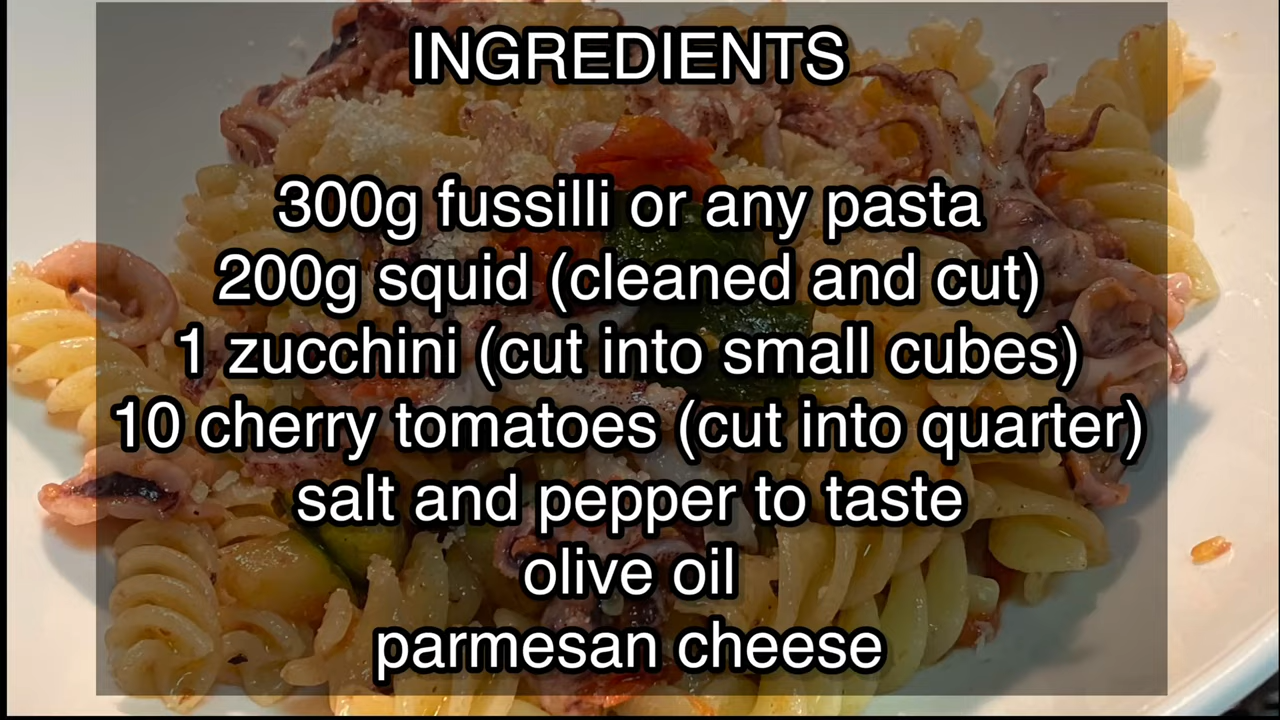 INGREDIENTS
300g fussilli or any pasta
200g squid (cleaned and cut)
1 zucchini (cut into small cubes)
10 cherry tomatoes (cut into quarter)
salt and pepper to taste
olive oil
parmesan cheese